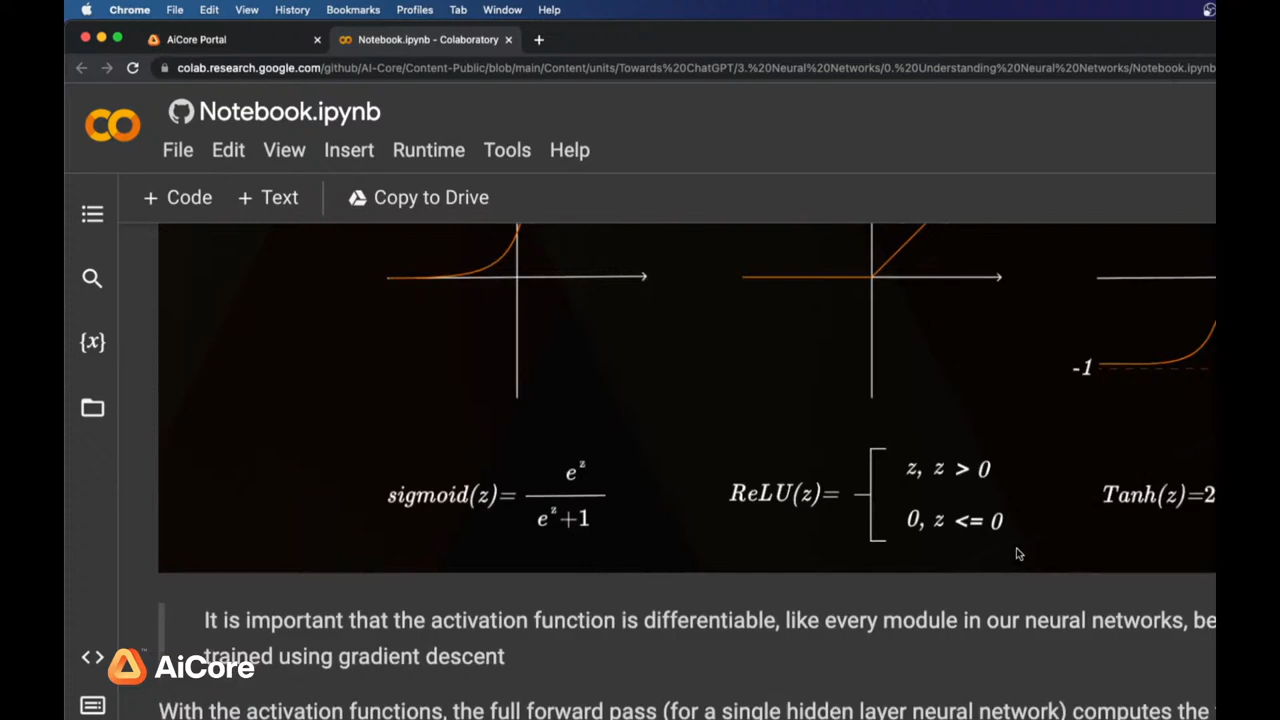 Chrome File Edit View History Bookmarks Profiles Tab Window Help
AiCore Portal
Notebook.ipynb - Colaboratory
colab.research.google.com/github/AI-Core/Content-Public/blob/main/Content/units/Towards%20ChatGPT/3.%20Neural%20Networks/0.%20Understanding%20Neural%20Networks/Notebook.ipynb
Notebook.ipynb
File Edit View Insert Runtime Tools Help
+ Code + Text Copy to Drive
{x}
-1
sigmoid(z)= e^z / e^z+1
ReLU(z)= z, z > 0
0, z <= 0
Tanh(z)=2
It is important that the activation function is differentiable, like every module in our neural networks, be
trained using gradient descent
AiCore
With the activation functions, the full forward pass (for a single hidden layer neural network) computes the